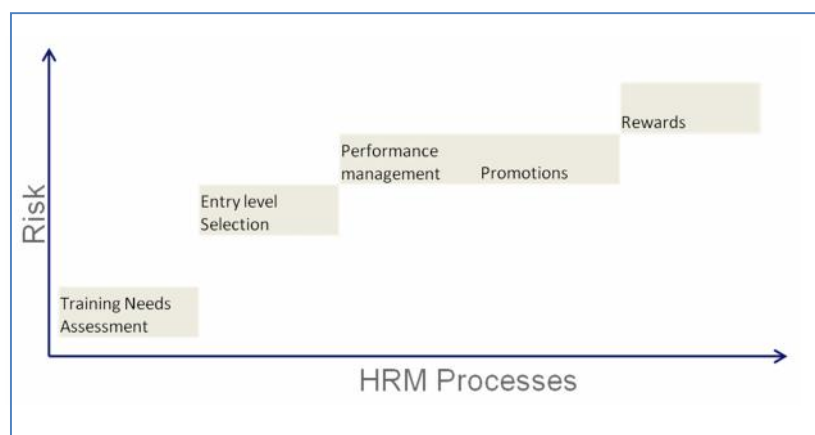 Rewards
Performance
management
Promotions
Entry level
Selection
Training Needs
Assessment
Risk
HRM Processes